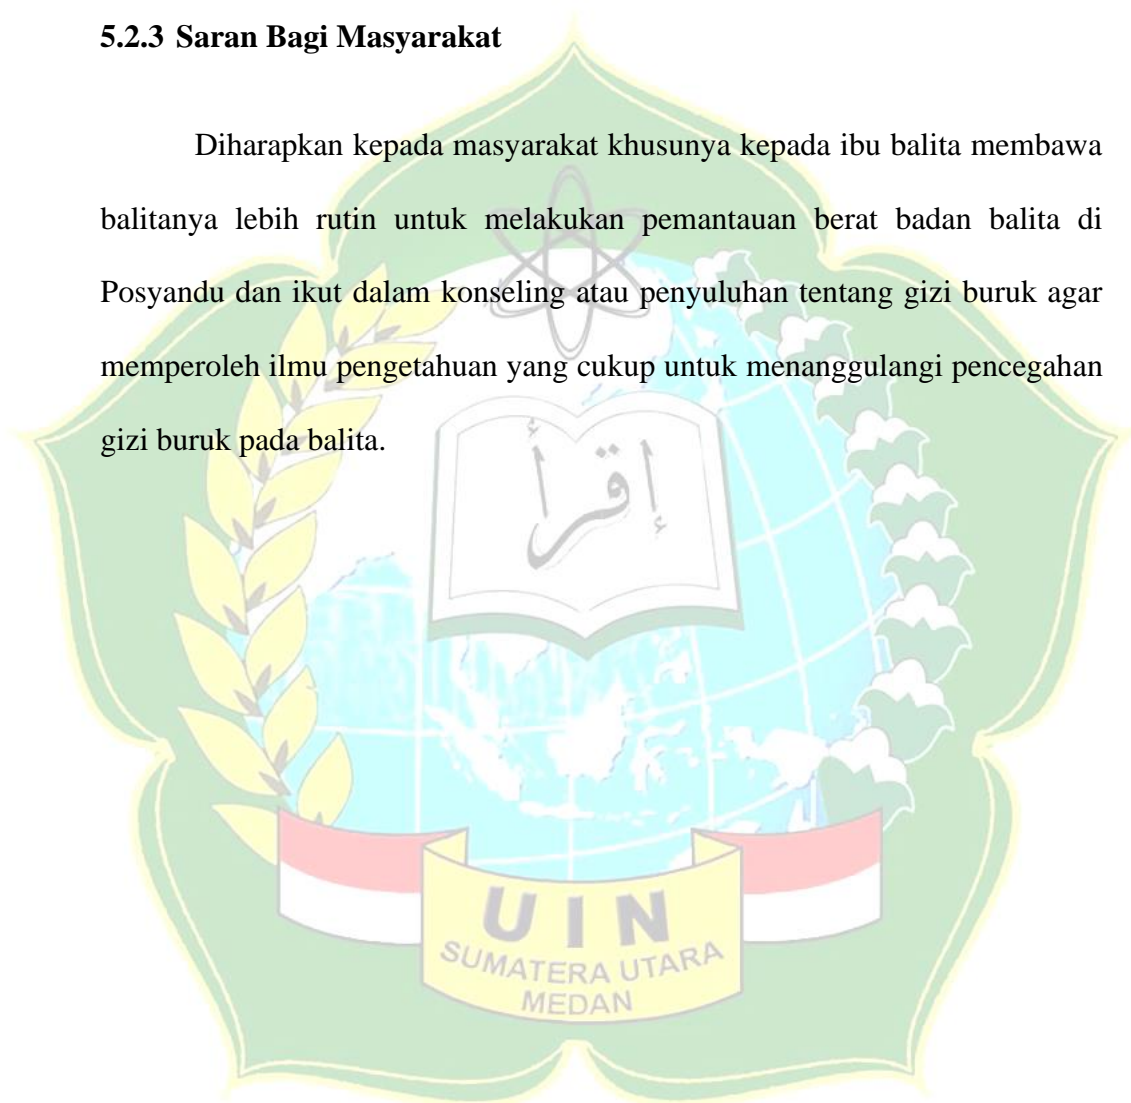 5.2.3 Saran Bagi Masyarakat
Diharapkan kepada masyarakat khusunya kepada ibu balita membawa
balitanya lebih rutin untuk melakukan pemantauan berat badan balita di
Posyandu dan ikut dalam konseling atau penyuluhan tentang gizi buruk agar
memperoleh ilmu pengetahuan yang cukup untuk menanggulangi pencegahan
gizi buruk pada balita.
إقرأ
UIN
SUMATERA UTARA
MEDAN